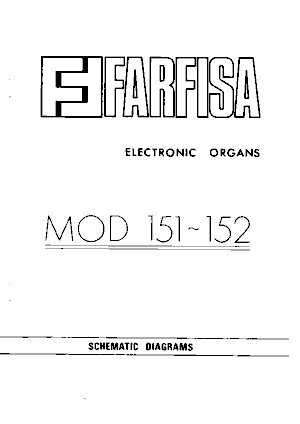 FARFISA
ELECTRONIC ORGANS
MOD 151~152
SCHEMATIC DIAGRAMS